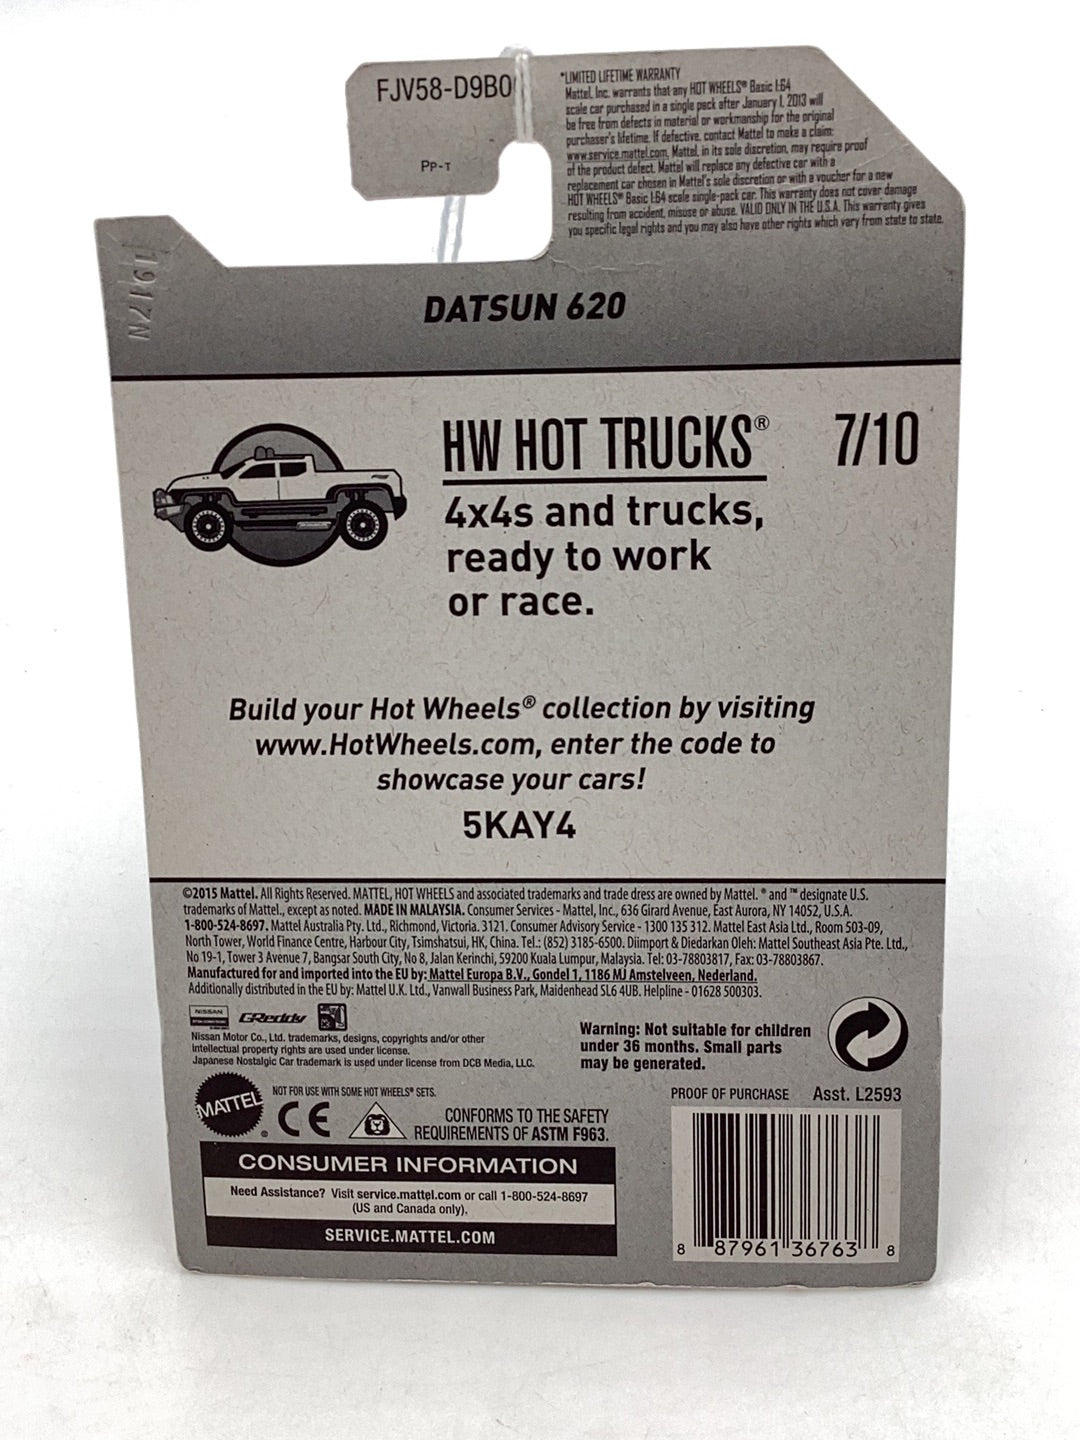 FJV58-D9B0
PP-T
*LIMITED LIFETIME WARRANTY
Mattel, Inc. warrants that any HOT WHEELS® Basic 1:64
scale car purchased in a single pack after January 1, 2013 will
be free from defects in material or workmanship for the original
purchaser's lifetime. If defective, contact Mattel to make a claim:
www.service.mattel.com. Mattel, in its sole discretion, may require proof
of the product defect. Mattel will replace any defective car with a
replacement car chosen in Mattel's sole discretion or with a voucher for a new
HOT WHEELS® Basic 1:64 scale single-pack car. This warranty does not cover damage
resulting from accident, misuse or abuse. VALID ONLY IN THE U.S.A. This warranty gives
you specific legal rights and you may also have other rights which vary from state to state.
1917N
DATSUN 620
HW HOT TRUCKS® 7/10
4x4s and trucks,
ready to work
or race.
Build your Hot Wheels® collection by visiting
www.HotWheels.com, enter the code to
showcase your cars!
5KAY4
©2015 Mattel. All Rights Reserved. MATTEL, HOT WHEELS and associated trademarks and trade dress are owned by Mattel. ® and ™ designate U.S.
trademarks of Mattel., except as noted. MADE IN MALAYSIA. Consumer Services - Mattel, Inc., 636 Girard Avenue, East Aurora, NY 14052, U.S.A.
1-800-524-8697. Mattel Australia Pty. Ltd., Richmond, Victoria. 3121. Consumer Advisory Service - 1300 135 312. Mattel East Asia Ltd., Room 503-09,
North Tower, World Finance Centre, Harbour City, Tsimshatsui, HK, China. Tel.: (852) 3185-6500. Diimport & Diedarkan Oleh: Mattel Southeast Asia Pte. Ltd.,
No 19-1, Tower 3 Avenue 7, Bangsar South City, No 8, Jalan Kerinchi, 59200 Kuala Lumpur, Malaysia. Tel: 03-78803817, Fax: 03-78803867.
Manufactured for and imported into the EU by: Mattel Europa B.V., Gondel 1, 1186 MJ Amstelveen, Nederland.
Additionally distributed in the EU by: Mattel U.K. Ltd., Vanwall Business Park, Maidenhead SL6 4UB. Helpline - 01628 500303.
NISSAN GReddy
Nissan Motor Co., Ltd. trademarks, designs, copyrights and/or other
intellectual property rights are used under license.
Japanese Nostalgic Car trademark is used under license from DCB Media, LLC.
Warning: Not suitable for children
under 36 months. Small parts
may be generated.
MATTEL ®
NOT FOR USE WITH SOME HOT WHEELS® SETS.
CE
CONFORMS TO THE SAFETY
REQUIREMENTS OF ASTM F963.
PROOF OF PURCHASE Asst. L2593
CONSUMER INFORMATION
Need Assistance? Visit service.mattel.com or call 1-800-524-8697
(US and Canada only).
SERVICE.MATTEL.COM
8 87961 36763 8